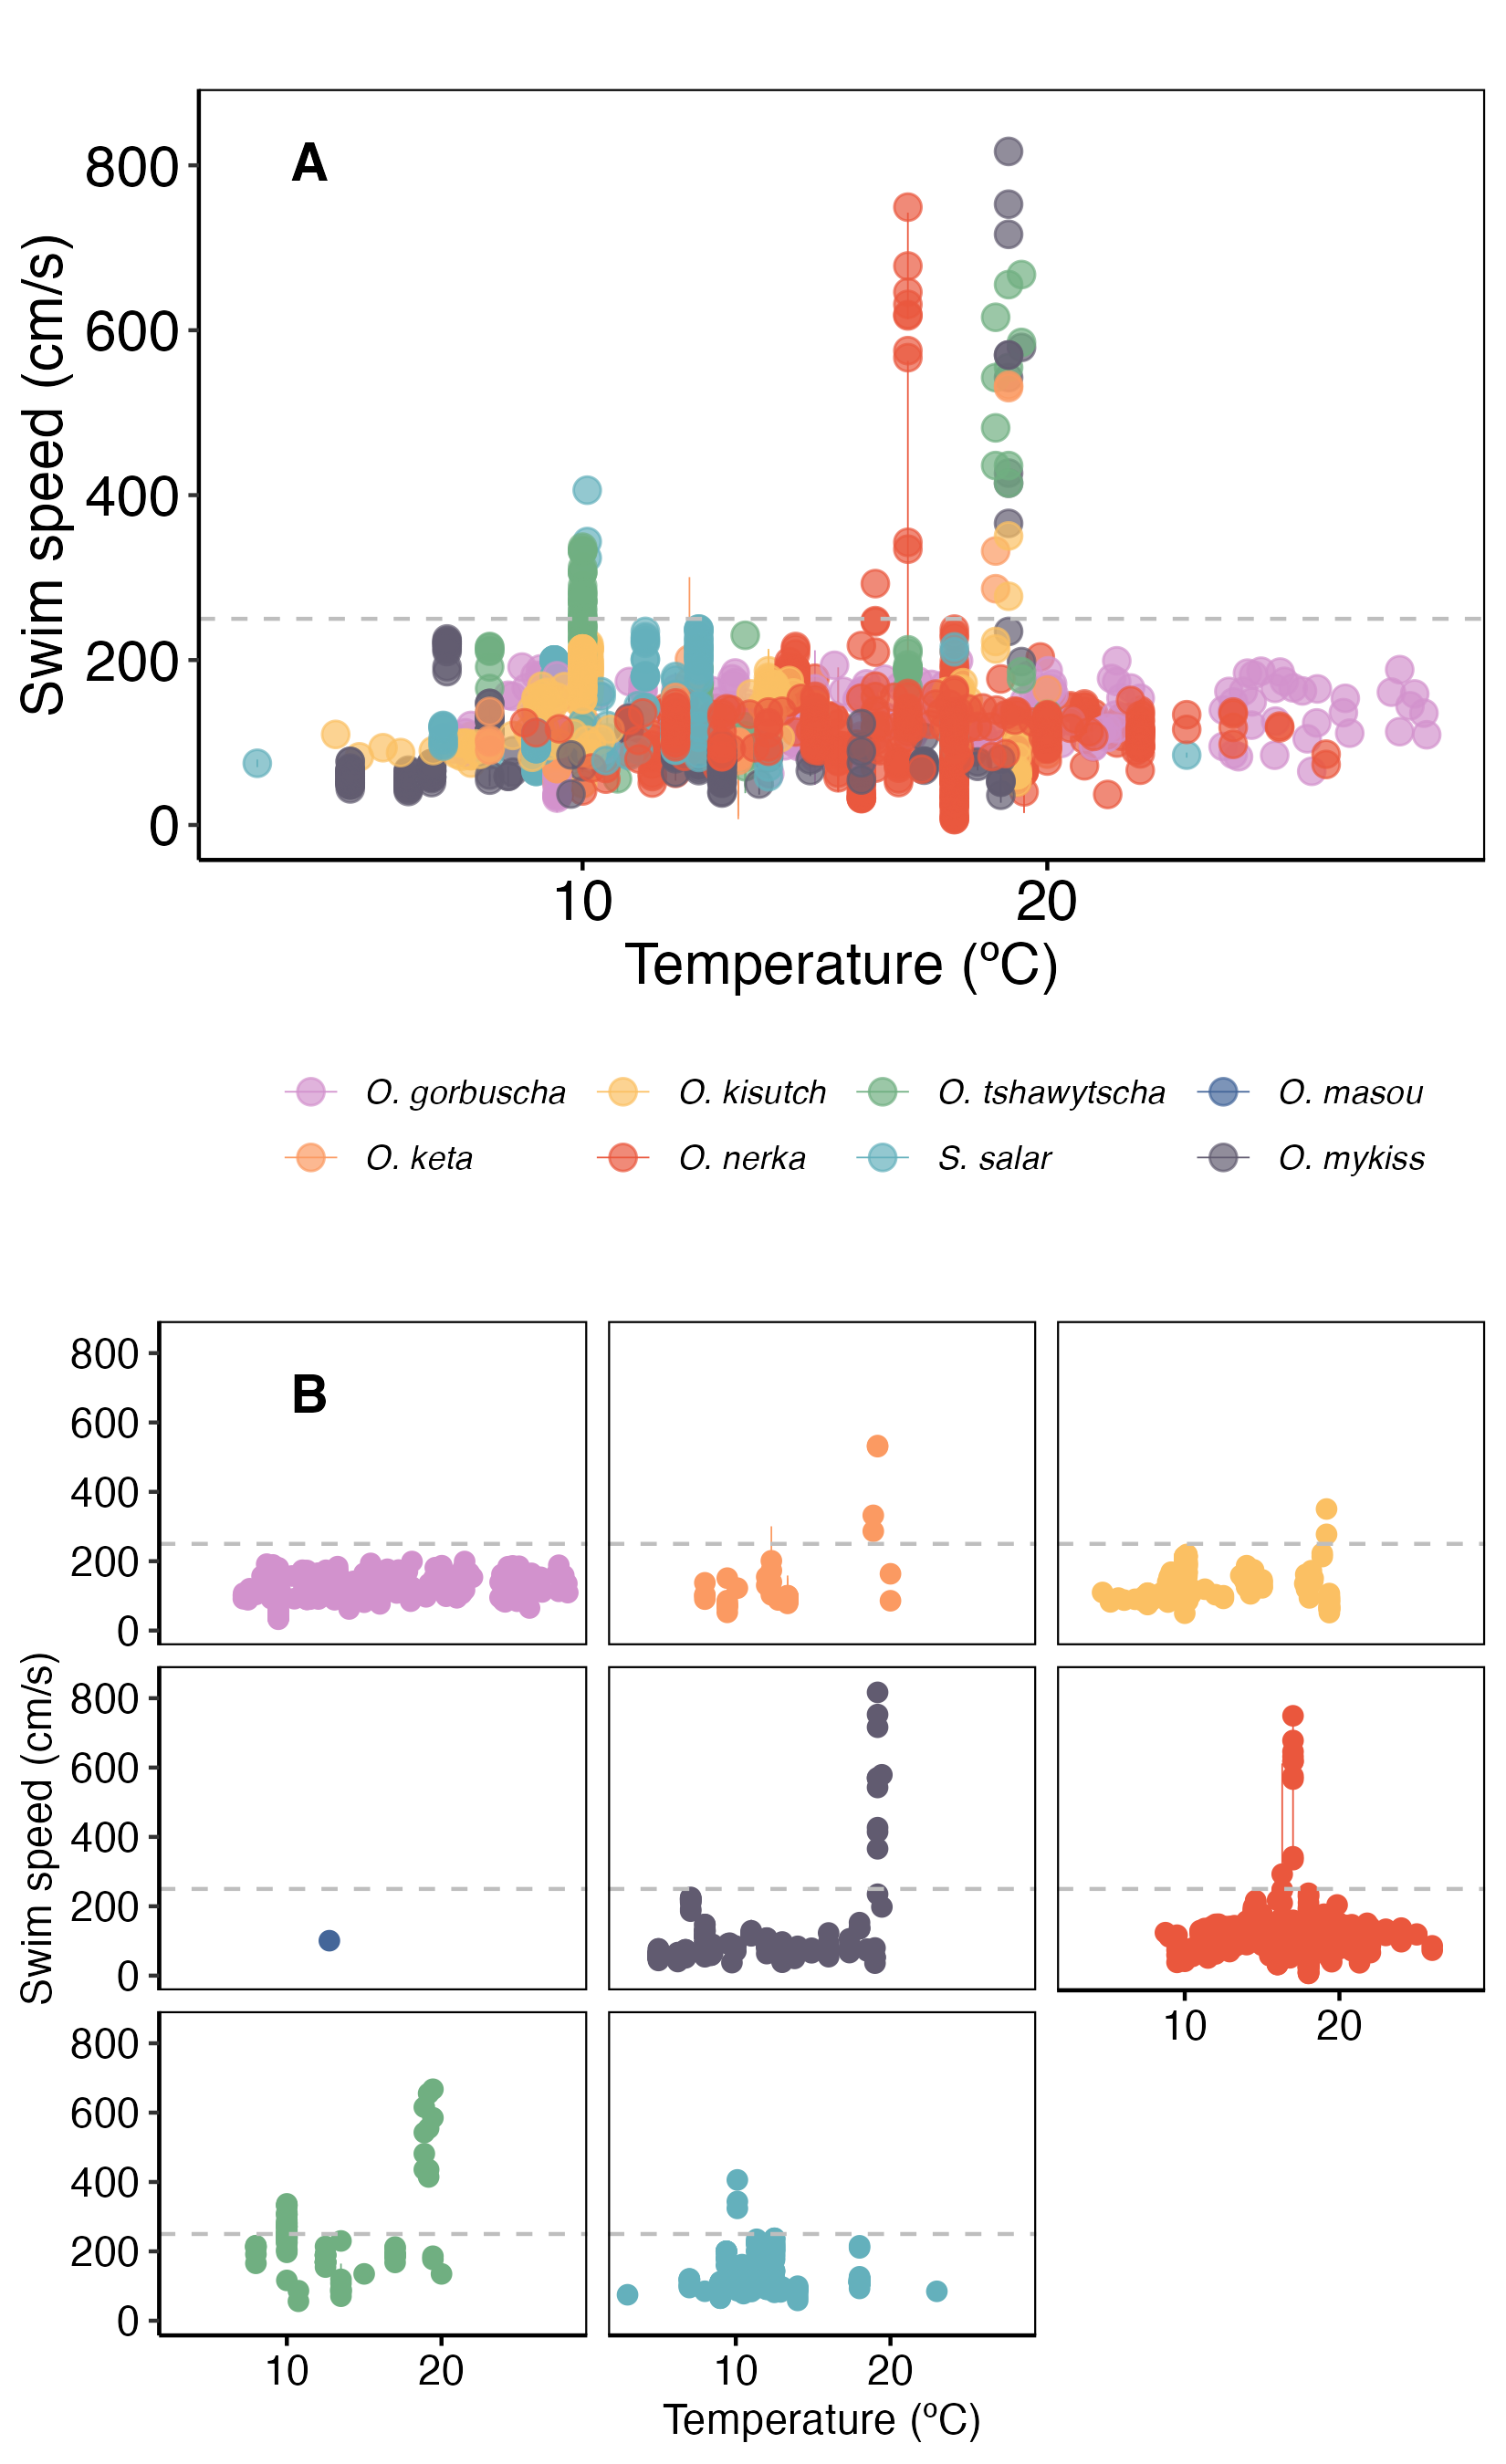 A
800
600
400
200
0
Swim speed (cm/s)
10 20
Temperature (ºC)
O. gorbuscha O. kisutch O. tshawytscha O. masou
O. keta O. nerka S. salar O. mykiss
B
800
600
400
200
0
800
600
400
200
0
Swim speed (cm/s)
10 20
800
600
400
200
0
10 20 10 20
Temperature (ºC)